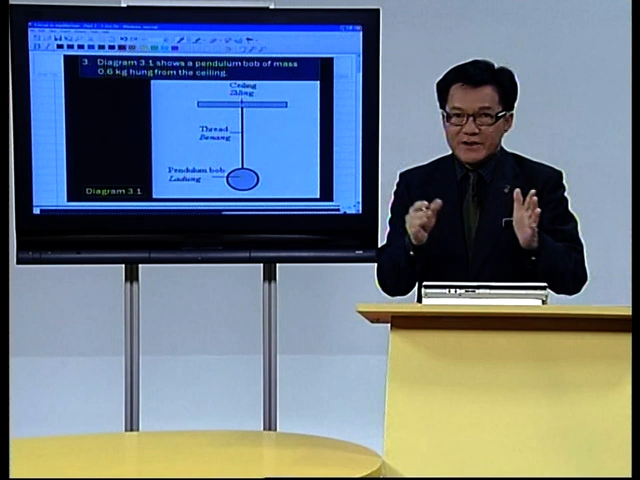 3. Diagram 3.1 shows a pendulum bob of mass
0.6 kg hung from the ceiling.
Ceiling
Siling
Thread
Benang
Pendulum bob
Ladung
Diagram 3.1